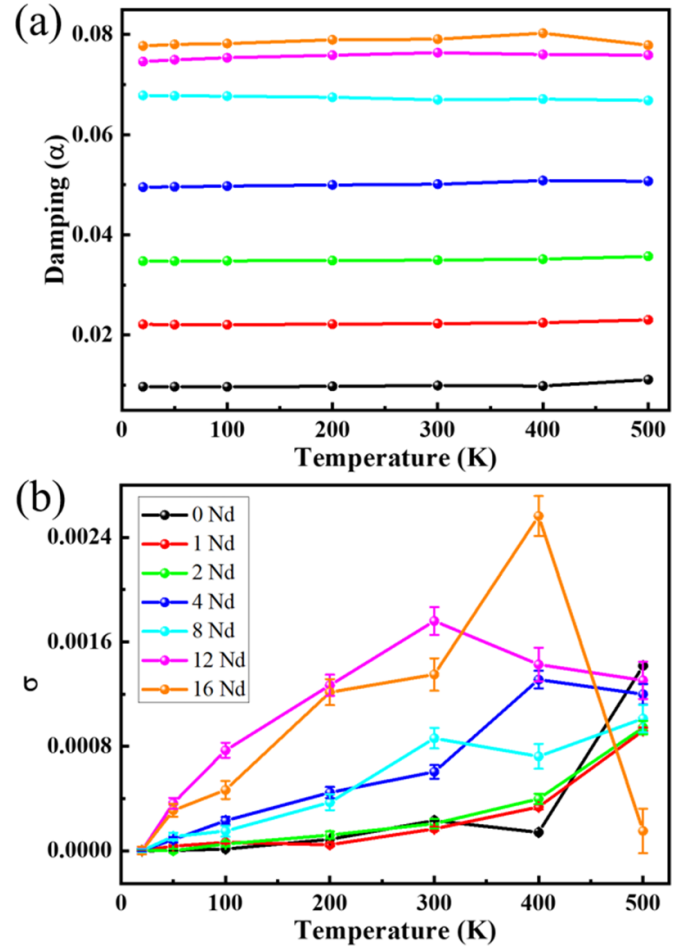 (a)
0.08
0.06
0.04
0.02
Damping (α)
0 100 200 300 400 500
Temperature (K)
(b)
0.0024
0.0016
0.0008
0.0000
σ
0 Nd
1 Nd
2 Nd
4 Nd
8 Nd
12 Nd
16 Nd
0 100 200 300 400 500
Temperature (K)